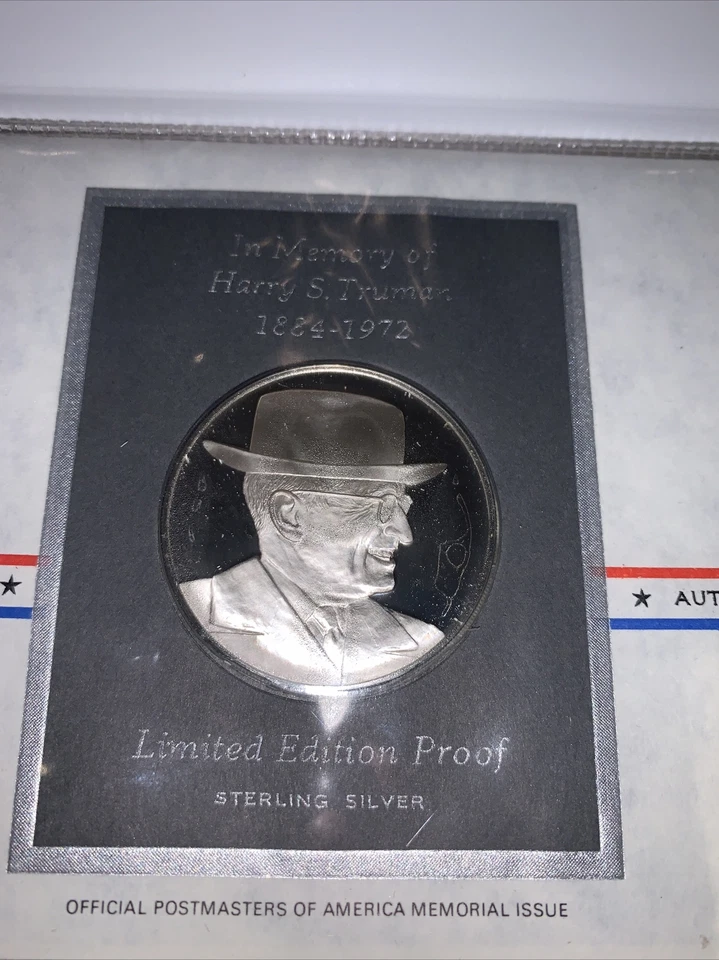 In Memory of
Harry S. Truman
1884-1972
★ AUT
Limited Edition Proof
STERLING SILVER
OFFICIAL POSTMASTERS OF AMERICA MEMORIAL ISSUE